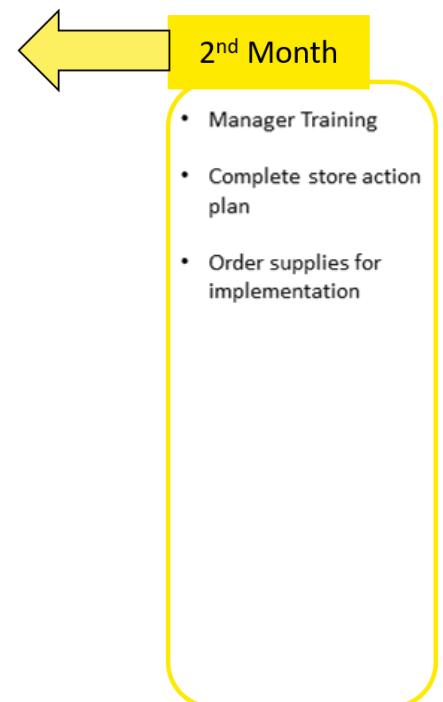 2nd Month
• Manager Training
• Complete store action
plan
• Order supplies for
implementation